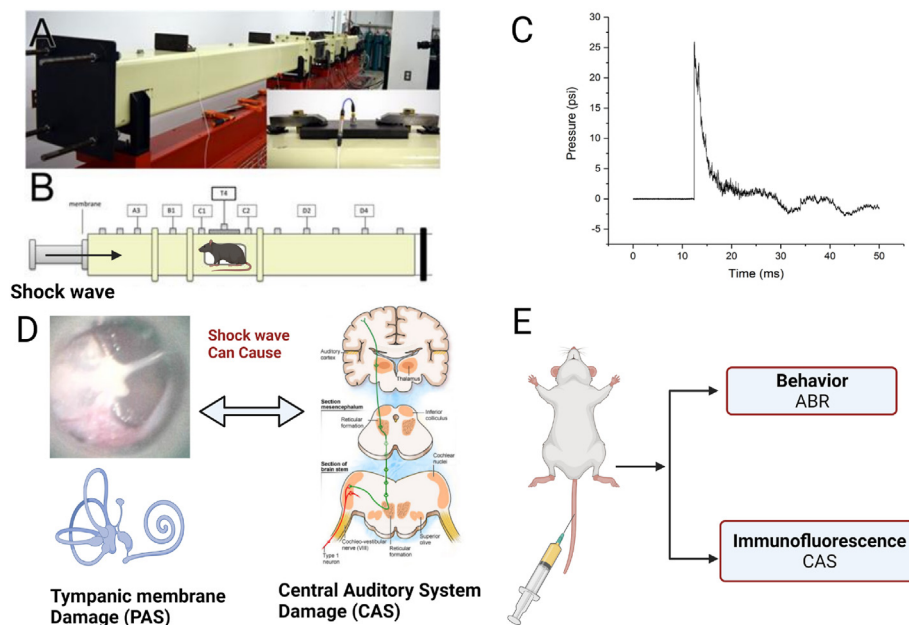 A
B
membrane
A3
B1
C1
T4
C2
D2
D4
Shock wave
C
Pressure (psi)
30
25
20
15
10
5
0
-5
0
10
20
30
40
50
Time (ms)
D
Shock wave
Can Cause
Auditory
cortex
Thalamus
Section
mesencephalum
Reticular
formation
Inferior
colliculus
Section of
brain stem
Cochlear
nuclei
Cochleo-vestibular
nerve (VIII)
Type 1
neuron
Reticular
formation
Superior
olive
Tympanic membrane
Damage (PAS)
Central Auditory System
Damage (CAS)
E
Behavior
ABR
Immunofluorescence
CAS